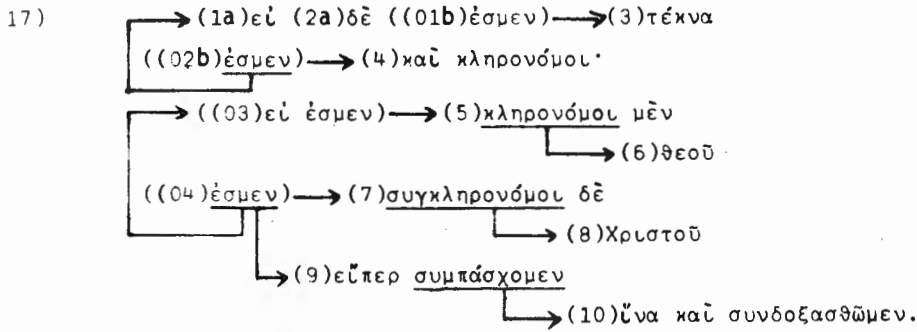 17) (1a)εἰ (2a)δὲ ((01b)ἐσμεν) (3)τέκνα
((02b)ἐσμεν) (4)καὶ κληρονόμοι·
((03)εἰ ἐσμεν) (5)κληρονόμοι μὲν
(6)θεοῦ
((04)ἐσμεν) (7)συγκληρονόμοι δὲ
(8)Χριστοῦ
(9)εἴπερ συμπάσχομεν
(10)ἵνα καὶ συνδοξασθῶμεν.